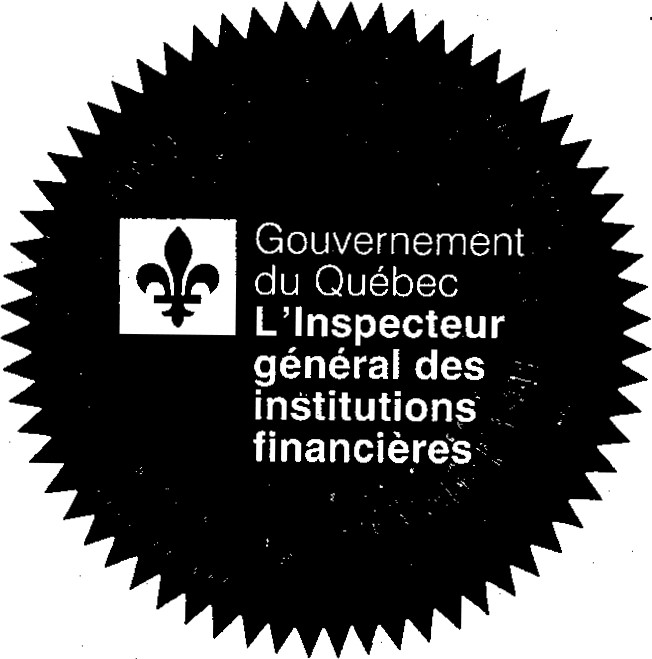 Gouvernement
du Québec
L'Inspecteur
général des
institutions
financières